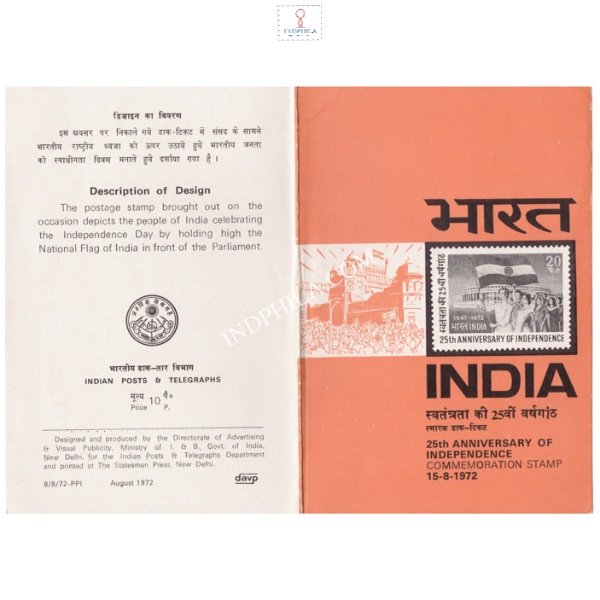 INDPHILA
डिज़ाइन का विवरण
इस अवसर पर निकाले गये डाक-टिकट में संसद के सामने
भारतीय राष्ट्रीय ध्वजा को ऊपर उठाये हुये भारतीय जनता
को स्वाधीनता दिवस मनाते हुये दर्शाया गया है।
Description of Design
The postage stamp brought out on the
occasion depicts the people of India celebrating
the Independence Day by holding high the
National Flag of India in front of the Parliament.
भारतीय डाक-तार विभाग
INDIAN POSTS & TELEGRAPHS
मूल्य 10 पै०
Price P.
Designed and produced by the Directorate of Advertising
& Visual Publicity, Ministry of I. & B., Govt. of India,
New Delhi, for the Indian Posts & Telegraphs Department
and printed at The Statesman Press, New Delhi.
8/8/72-PPI August 1972 davp
भारत
20
स्वतंत्रता की 25वीं वर्षगांठ
1947-1972
भारत INDIA
25th ANNIVERSARY OF INDEPENDENCE
INDIA
स्वतंत्रता की 25वीं वर्षगांठ
स्मारक डाक-टिकट
25th ANNIVERSARY OF
INDEPENDENCE
COMMEMORATION STAMP
15-8-1972
INDPHILA.COM